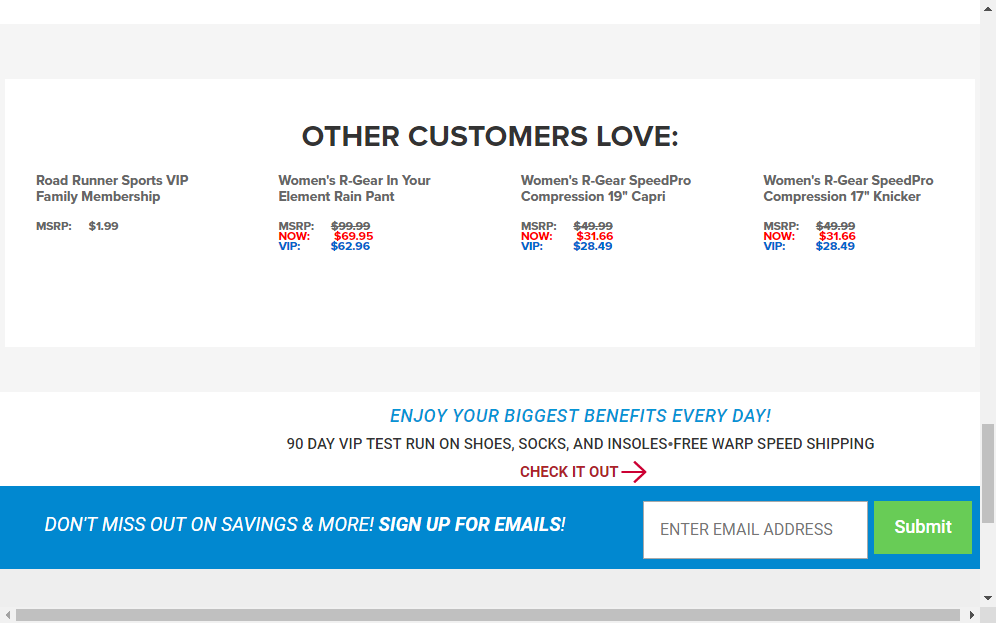 OTHER CUSTOMERS LOVE:
Road Runner Sports VIP
Family Membership
MSRP: $1.99
Women's R-Gear In Your
Element Rain Pant
MSRP: $99.99
NOW: $69.95
VIP: $62.96
Women's R-Gear SpeedPro
Compression 19" Capri
MSRP: $49.99
NOW: $31.66
VIP: $28.49
Women's R-Gear SpeedPro
Compression 17" Knicker
MSRP: $49.99
NOW: $31.66
VIP: $28.49
ENJOY YOUR BIGGEST BENEFITS EVERY DAY!
90 DAY VIP TEST RUN ON SHOES, SOCKS, AND INSOLES•FREE WARP SPEED SHIPPING
CHECK IT OUT
DON'T MISS OUT ON SAVINGS & MORE! SIGN UP FOR EMAILS!
ENTER EMAIL ADDRESS
Submit